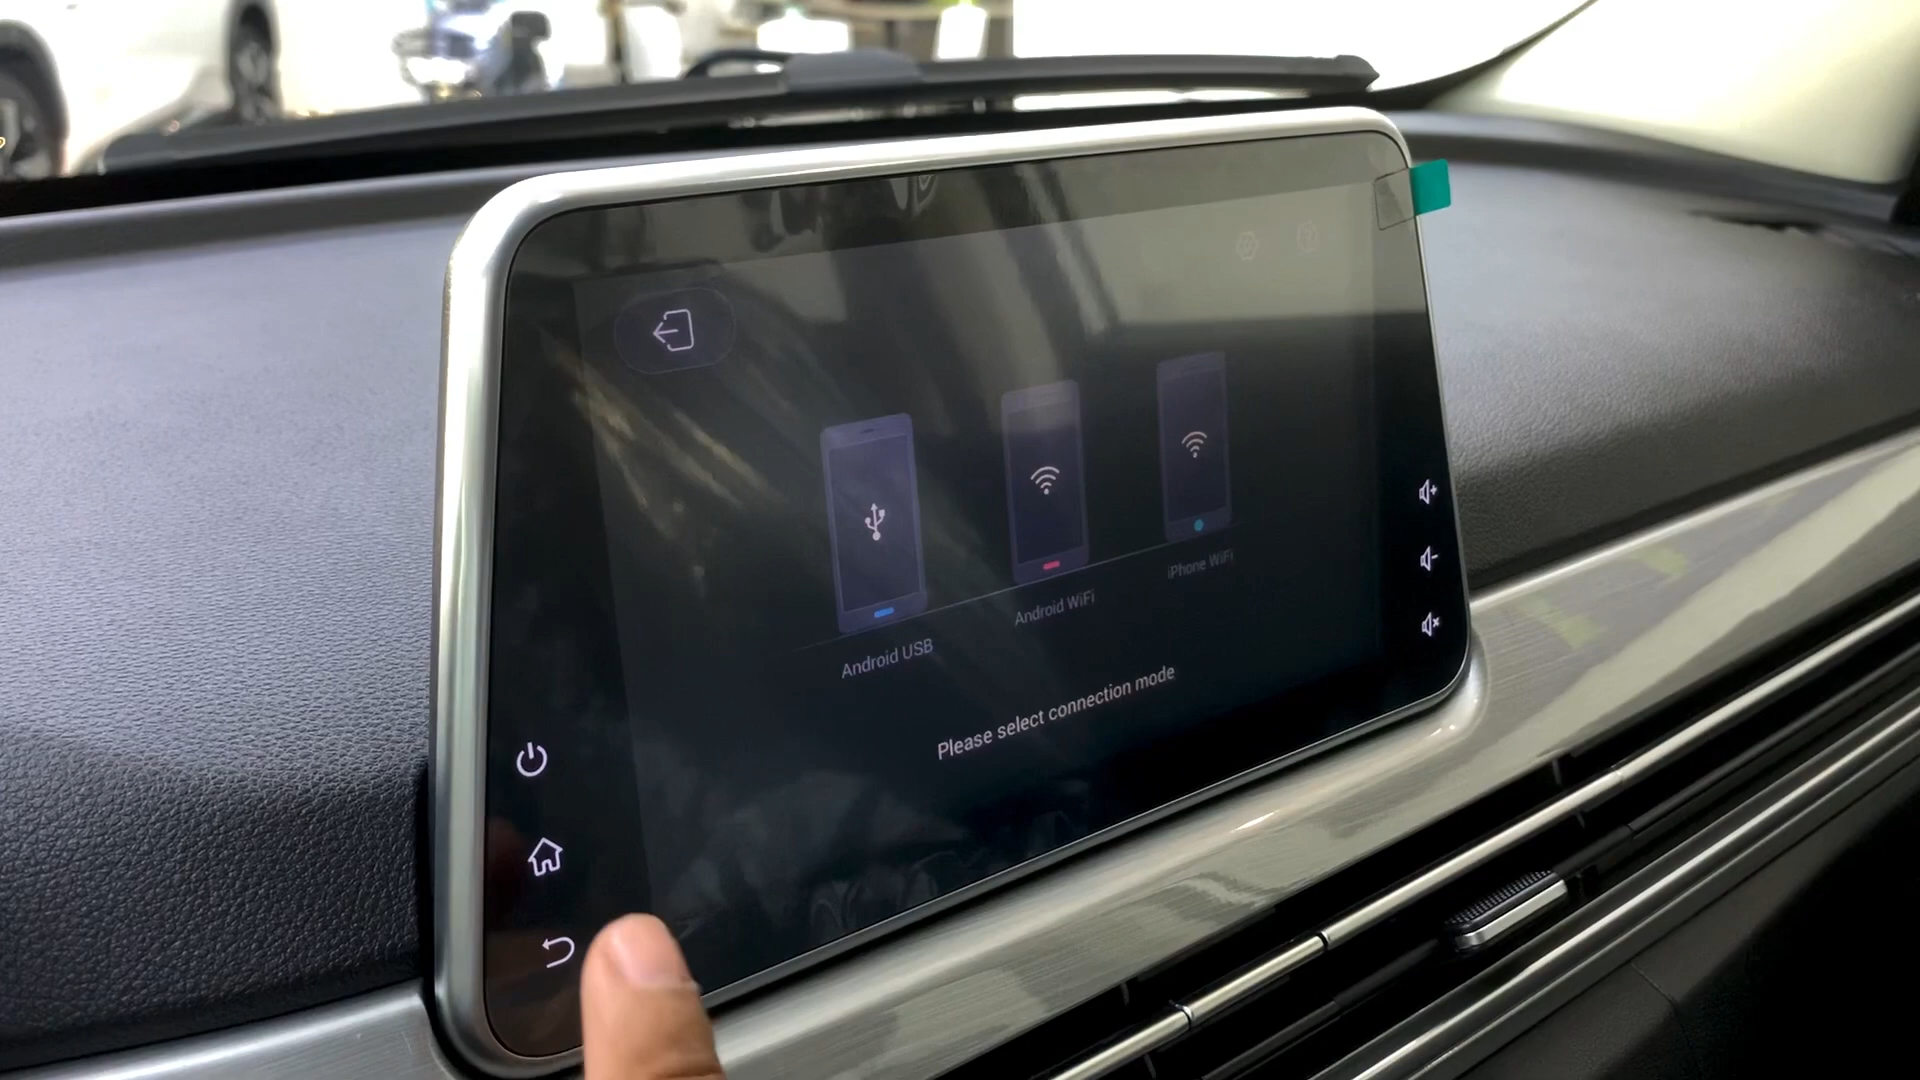 Android USB
Android WiFi
iPhone WiFi
Please select connection mode